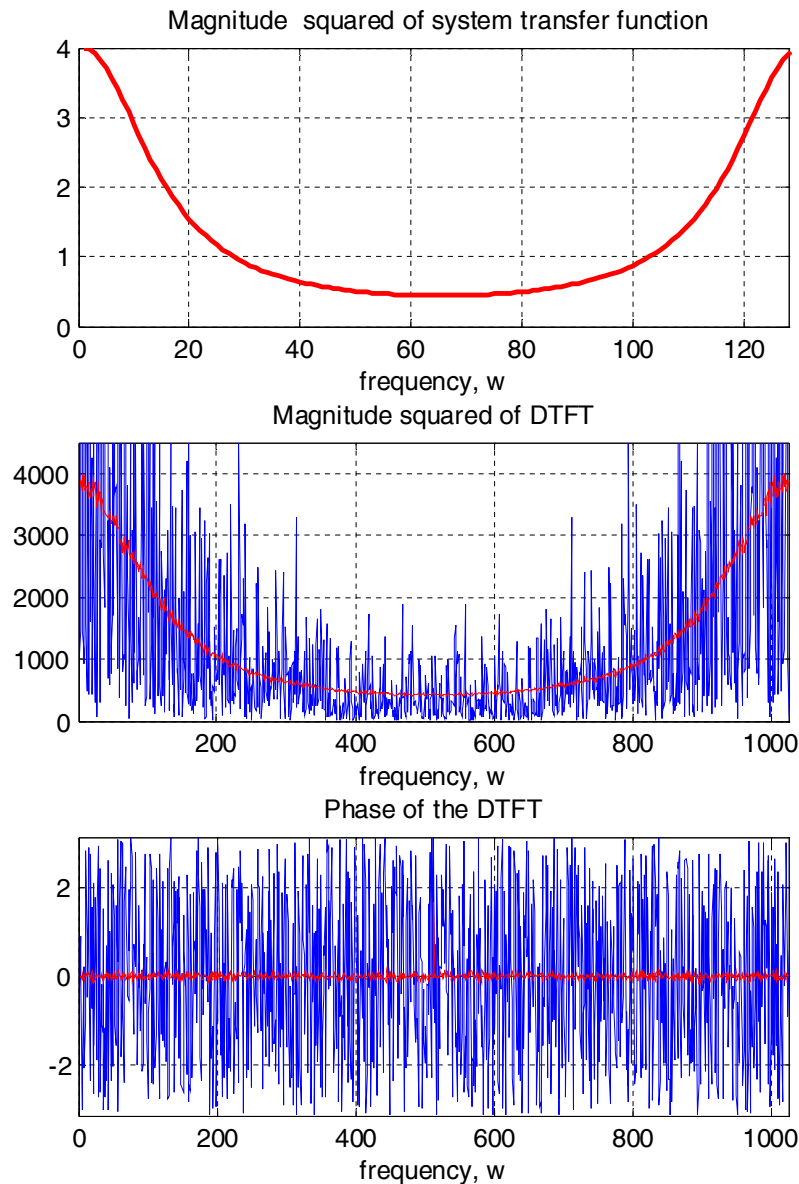 Magnitude  squared of system transfer function
4
3
2
1
0
0 20 40 60 80 100 120
frequency, w
Magnitude squared of DTFT
4000
3000
2000
1000
0
200 400 600 800 1000
frequency, w
Phase of the DTFT
2
0
-2
0 200 400 600 800 1000
frequency, w